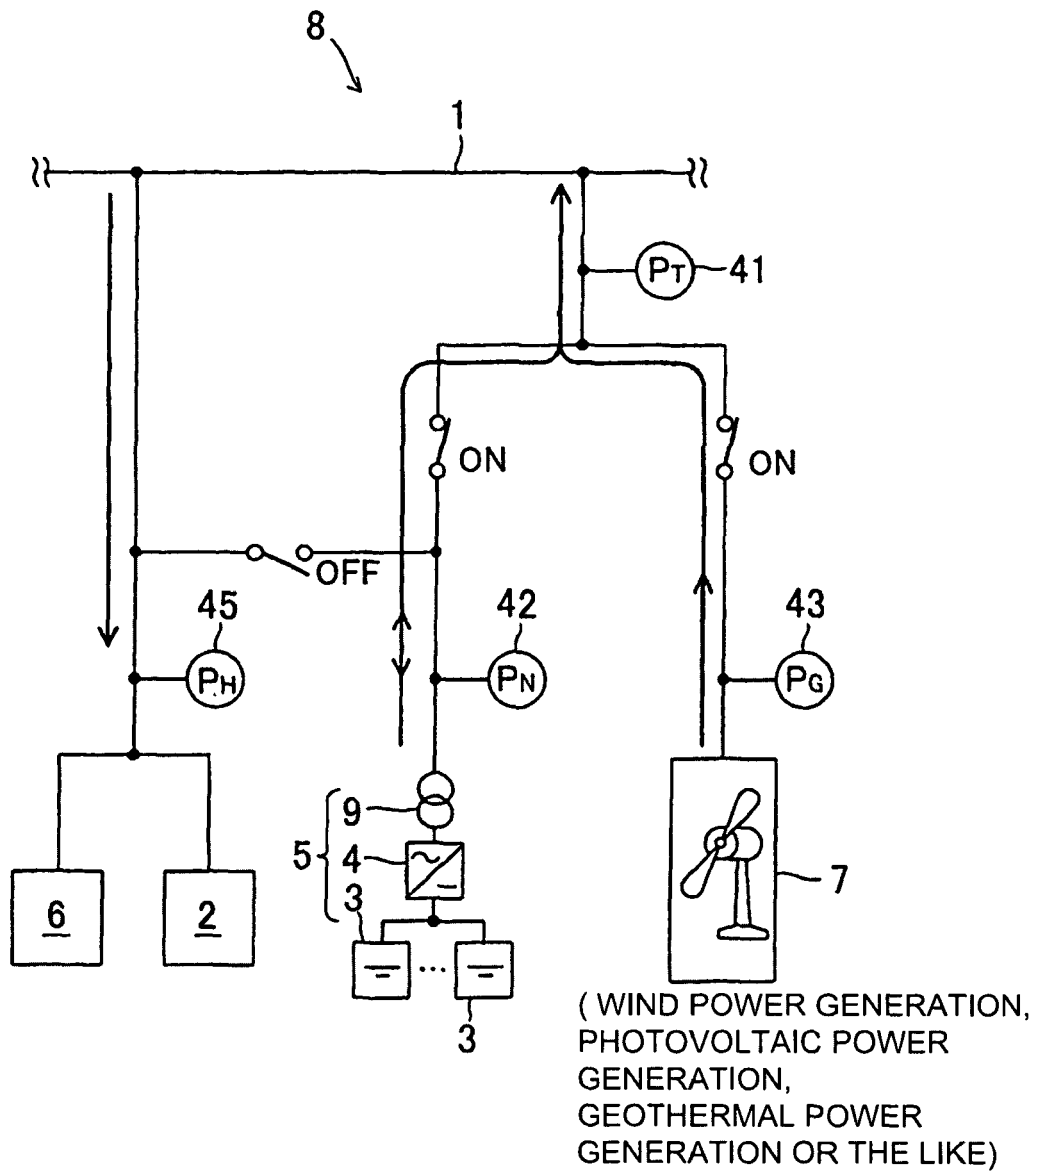 8
1
PT
41
ON
ON
OFF
45
42
43
PH
PN
PG
9
5
4
3
7
6
2
...
3
( WIND POWER GENERATION,
PHOTOVOLTAIC POWER
GENERATION,
GEOTHERMAL POWER
GENERATION OR THE LIKE)